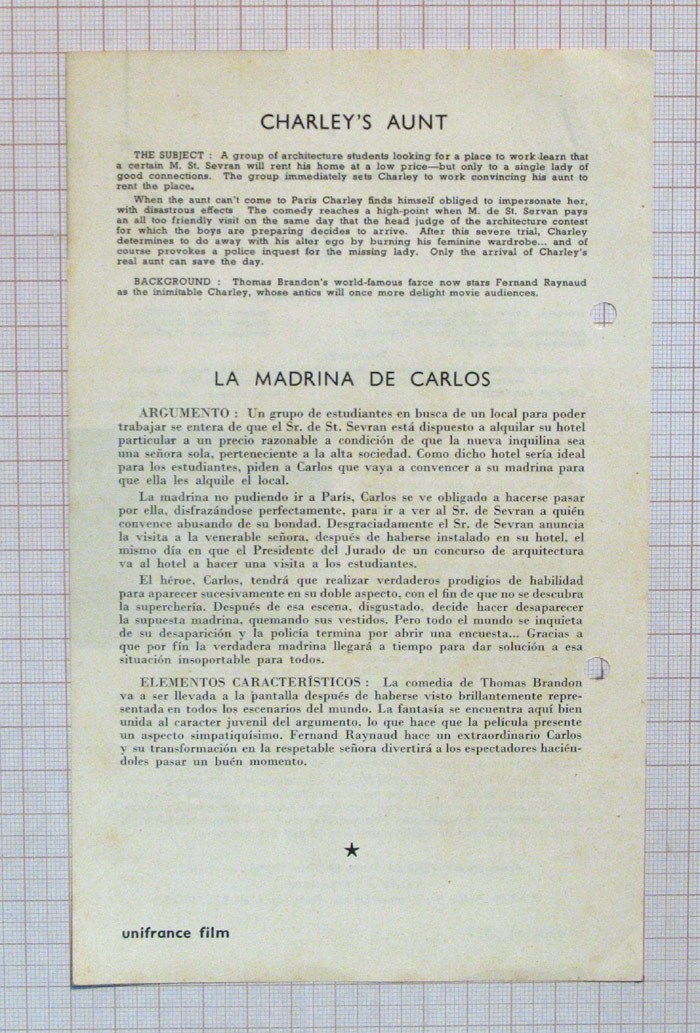 CHARLEY'S AUNT
THE SUBJECT : A group of architecture students looking for a place to work learn that
a certain M. St. Sevran will rent his home at a low price—but only to a single lady of
good connections. The group immediately sets Charley to work convincing his aunt to
rent the place.
When the aunt can't come to Paris Charley finds himself obliged to impersonate her,
with disastrous effects The comedy reaches a high-point when M. de St. Servan pays
an all too friendly visit on the same day that the head judge of the architecture contest
for which the boys are preparing decides to arrive. After this severe trial, Charley
determines to do away with his alter ego by burning his feminine wardrobe... and of
course provokes a police inquest for the missing lady. Only the arrival of Charley's
real aunt can save the day.
BACKGROUND : Thomas Brandon's world-famous farce now stars Fernand Raynaud
as the inimitable Charley, whose antics will once more delight movie audiences.
LA MADRINA DE CARLOS
ARGUMENTO : Un grupo de estudiantes en busca de un local para poder
trabajar se entera de que el Sr. de St. Sevran está dispuesto a alquilar su hotel
particular a un precio razonable a condición de que la nueva inquilina sea
una señora sola, perteneciente a la alta sociedad. Como dicho hotel sería ideal
para los estudiantes, piden a Carlos que vaya a convencer a su madrina para
que ella les alquile el local.
La madrina no pudiendo ir a París, Carlos se ve obligado a hacerse pasar
por ella, disfrazándose perfectamente, para ir a ver al Sr. de Sevran a quién
convence abusando de su bondad. Desgraciadamente el Sr. de Sevran anuncia
la visita a la venerable señora, después de haberse instalado en su hotel, el
mismo día en que el Presidente del Jurado de un concurso de arquitectura
va al hotel a hacer una visita a los estudiantes.
El héroe, Carlos, tendrá que realizar verdaderos prodigios de habilidad
para aparecer sucesivamente en su doble aspecto, con el fin de que no se descubra
la superchería. Después de esa escena, disgustado, decide hacer desaparecer
la supuesta madrina, quemando sus vestidos. Pero todo el mundo se inquieta
de su desaparición y la policía termina por abrir una encuesta... Gracias a
que por fín la verdadera madrina llegará a tiempo para dar solución a esa
situación insoportable para todos.
ELEMENTOS CARACTERÍSTICOS : La comedia de Thomas Brandon
va a ser llevada a la pantalla después de haberse visto brillantemente repre-
sentada en todos los escenarios del mundo. La fantasía se encuentra aquí bien
unida al caracter juvenil del argumento, lo que hace que la película presente
un aspecto simpatiquísimo. Fernand Raynaud hace un extraordinario Carlos
y su transformación en la respetable señora divertirá a los espectadores hacién-
doles pasar un buén momento.
unifrance film